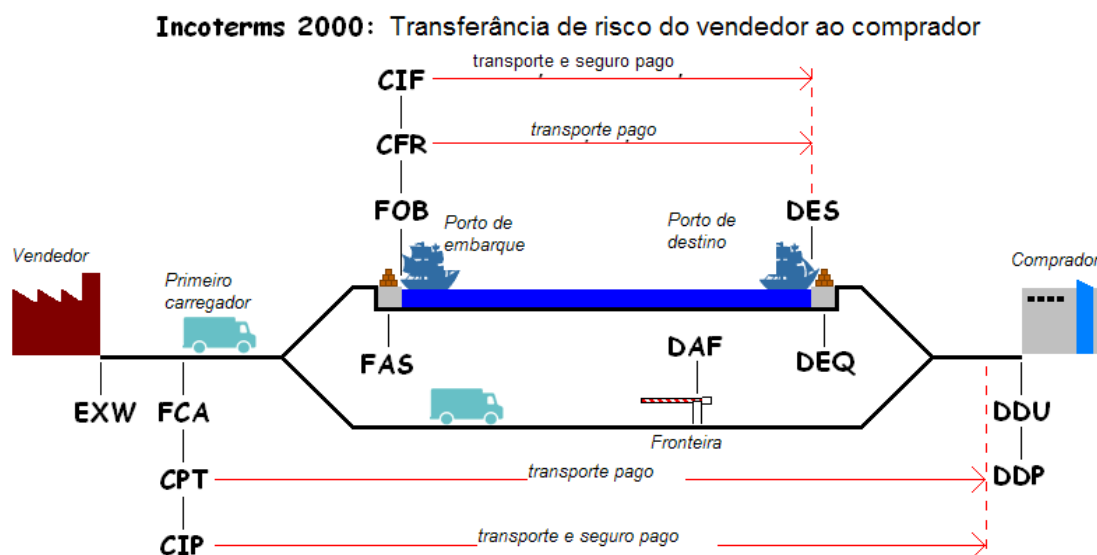 Incoterms 2000: Transferância de risco do vendedor ao comprador
transporte e seguro pago
CIF
transporte pago
CFR
FOB
Porto de
embarque
Porto de
destino
DES
Vendedor
Primeiro
carregador
Comprador
FAS
DAF
DEQ
EXW
FCA
DDU
Fronteira
CPT
transporte pago
DDP
CIP
transporte e seguro pago